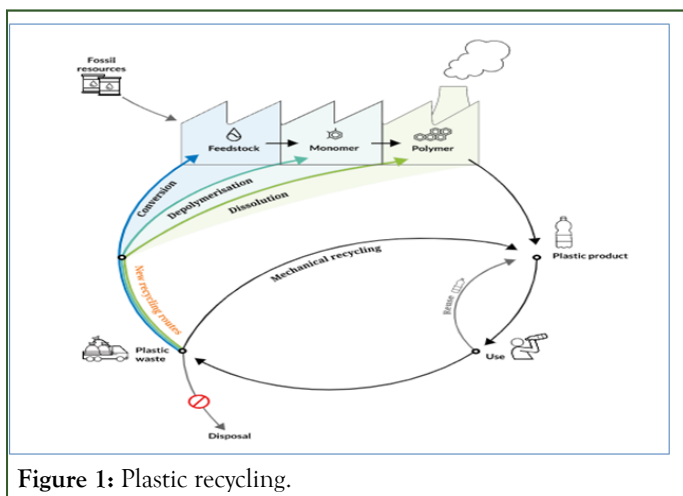 Fossil
resources
Feedstock
Monomer
Polymer
Conversion
Depolymerisation
Dissolution
Mechanical recycling
Plastic product
New recycling routes
Reuse
Plastic
waste
Use
Disposal
Figure 1: Plastic recycling.